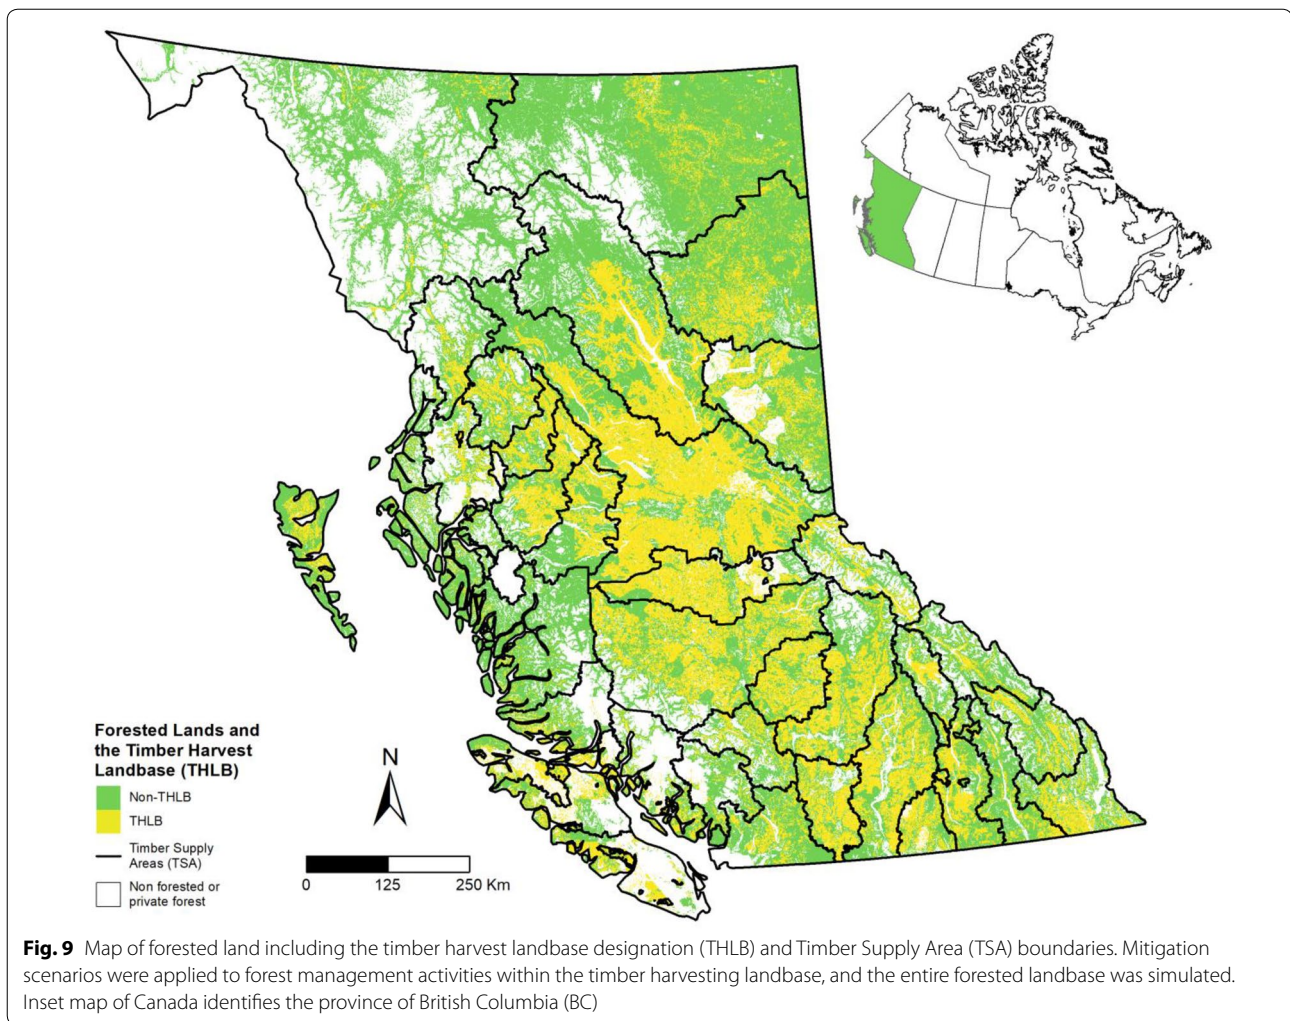 Forested Lands and
the Timber Harvest
Landbase (THLB)
Non-THLB
THLB
Timber Supply
Areas (TSA)
Non forested or
private forest
N
0 125 250 Km
Fig. 9 Map of forested land including the timber harvest landbase designation (THLB) and Timber Supply Area (TSA) boundaries. Mitigation
scenarios were applied to forest management activities within the timber harvesting landbase, and the entire forested landbase was simulated.
Inset map of Canada identifies the province of British Columbia (BC)